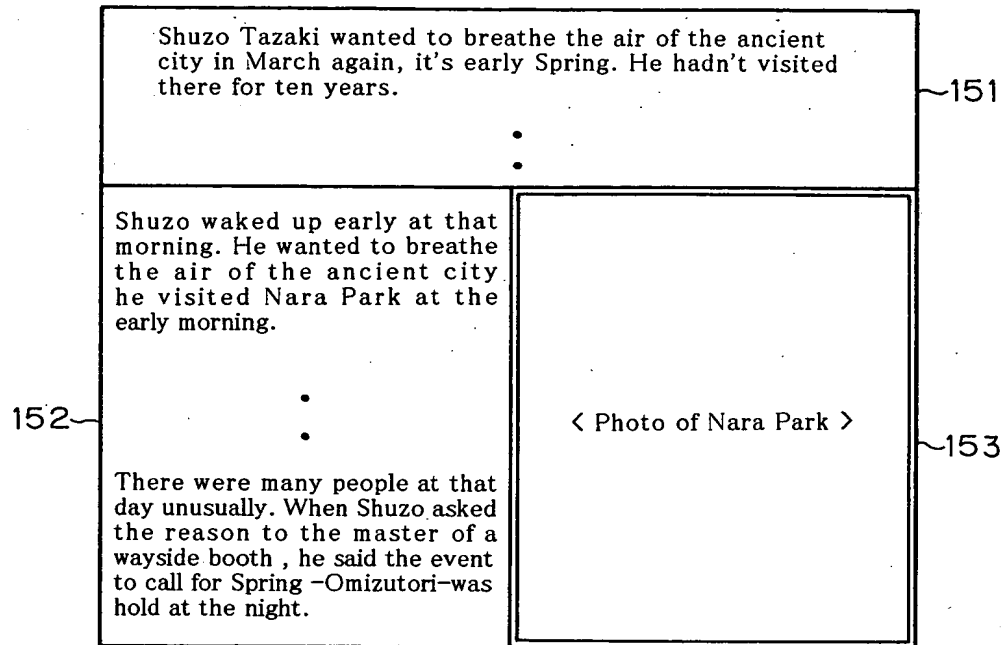 Shuzo Tazaki wanted to breathe the air of the ancient
city in March again, it's early Spring. He hadn't visited
there for ten years.
151
Shuzo waked up early at that
morning. He wanted to breathe
the air of the ancient city
he visited Nara Park at the
early morning.
152
There were many people at that
day unusually. When Shuzo asked
the reason to the master of a
wayside booth , he said the event
to call for Spring -Omizutori-was
hold at the night.
< Photo of Nara Park >
153